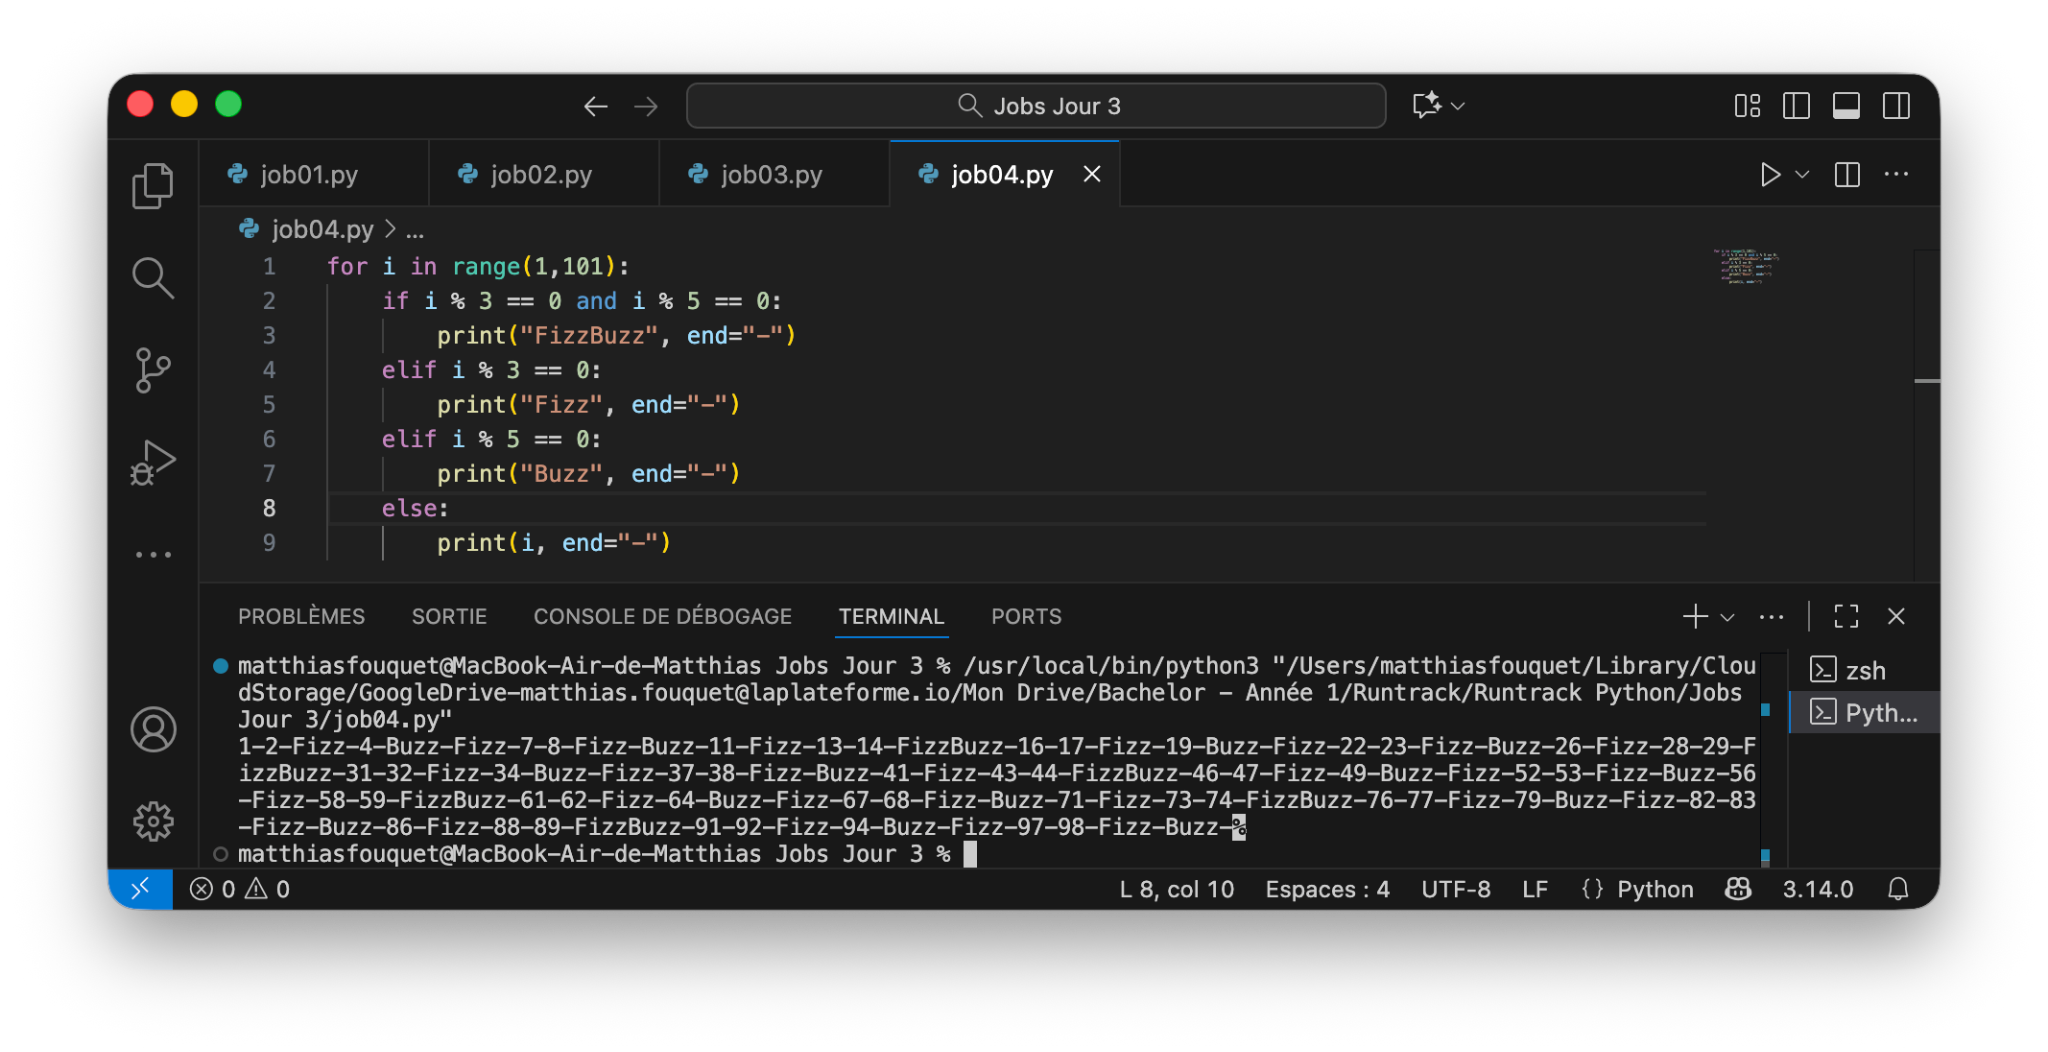 Jobs Jour 3
job01.py job02.py job03.py job04.py
job04.py > ...
1 for i in range(1,101):
2     if i % 3 == 0 and i % 5 == 0:
3         print("FizzBuzz", end="-")
4     elif i % 3 == 0:
5         print("Fizz", end="-")
6     elif i % 5 == 0:
7         print("Buzz", end="-")
8     else:
9         print(i, end="-")
PROBLÈMES SORTIE CONSOLE DE DÉBOGAGE TERMINAL PORTS
matthiasfouquet@MacBook-Air-de-Matthias Jobs Jour 3 % /usr/local/bin/python3 "/Users/matthiasfouquet/Library/Clou
dStorage/GoogleDrive-matthias.fouquet@laplateforme.io/Mon Drive/Bachelor - Année 1/Runtrack/Runtrack Python/Jobs
Jour 3/job04.py"
1-2-Fizz-4-Buzz-Fizz-7-8-Fizz-Buzz-11-Fizz-13-14-FizzBuzz-16-17-Fizz-19-Buzz-Fizz-22-23-Fizz-Buzz-26-Fizz-28-29-F
izzBuzz-31-32-Fizz-34-Buzz-Fizz-37-38-Fizz-Buzz-41-Fizz-43-44-FizzBuzz-46-47-Fizz-49-Buzz-Fizz-52-53-Fizz-Buzz-56
-Fizz-58-59-FizzBuzz-61-62-Fizz-64-Buzz-Fizz-67-68-Fizz-Buzz-71-Fizz-73-74-FizzBuzz-76-77-Fizz-79-Buzz-Fizz-82-83
-Fizz-Buzz-86-Fizz-88-89-FizzBuzz-91-92-Fizz-94-Buzz-Fizz-97-98-Fizz-Buzz-%
matthiasfouquet@MacBook-Air-de-Matthias Jobs Jour 3 %
zsh
Pyth...
0 0 L 8, col 10 Espaces : 4 UTF-8 LF {} Python 3.14.0